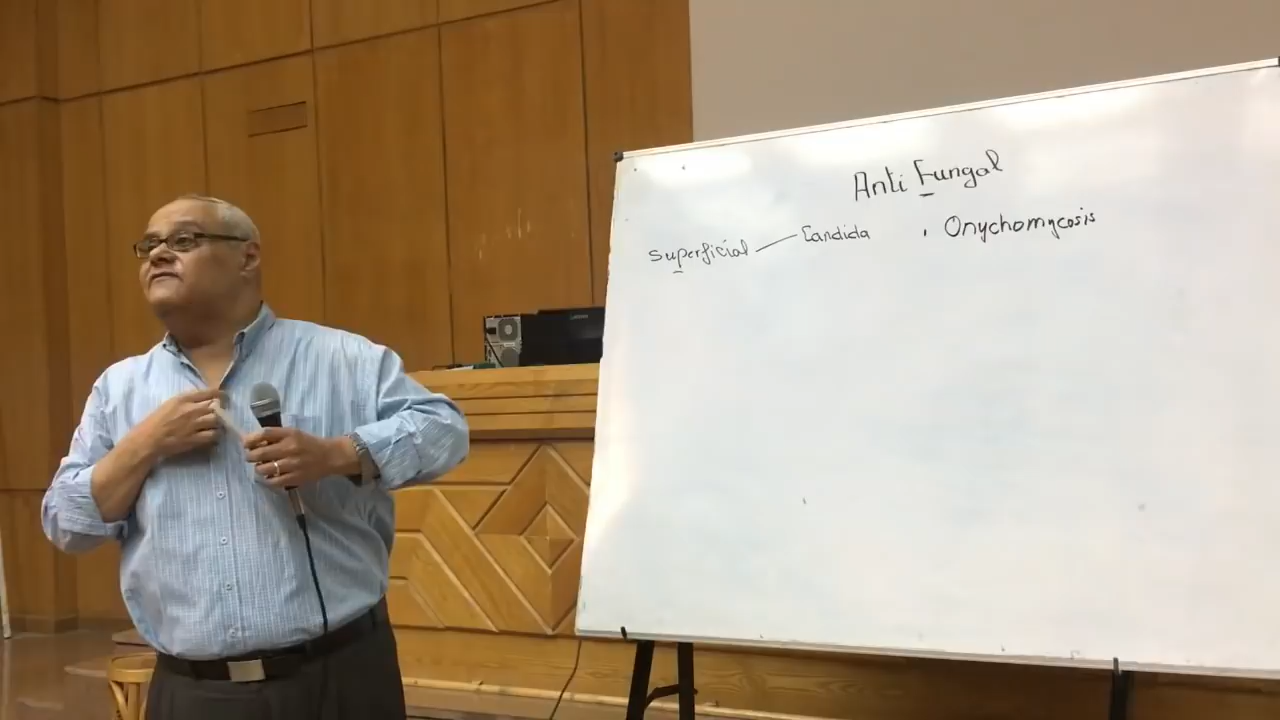 Anti Fungal
Superficial — Candida , Onychomycosis